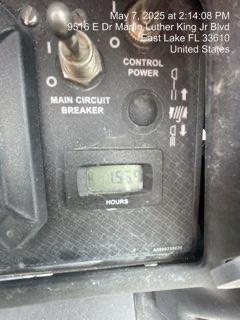 May 7, 2025 at 2:14:08 PM
9516 E Dr Martin Luther King Jr Blvd
East Lake FL 33610
United States
CONTROL
POWER
MAIN CIRCUIT
BREAKER
HOURS